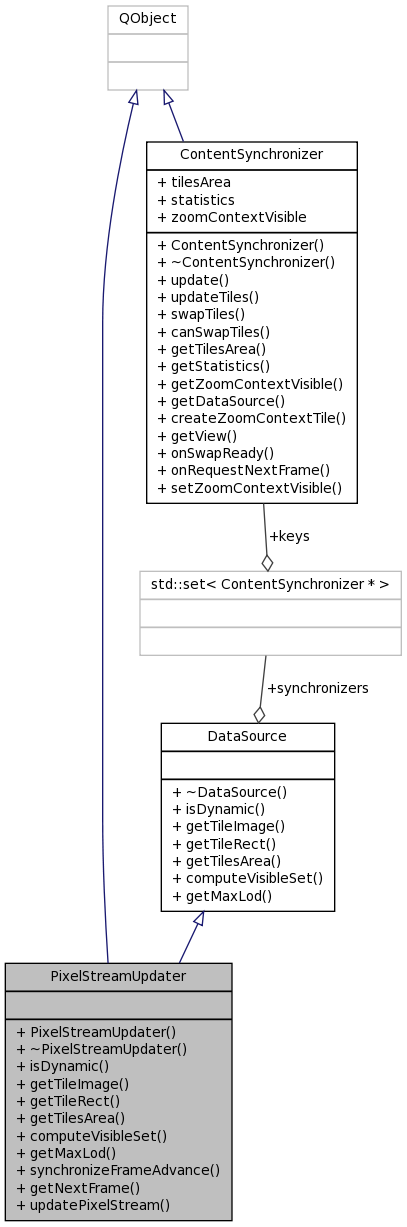 QObject
ContentSynchronizer
+ tilesArea
+ statistics
+ zoomContextVisible
+ ContentSynchronizer()
+ ~ContentSynchronizer()
+ update()
+ updateTiles()
+ swapTiles()
+ canSwapTiles()
+ getTilesArea()
+ getStatistics()
+ getZoomContextVisible()
+ getDataSource()
+ createZoomContextTile()
+ getView()
+ onSwapReady()
+ onRequestNextFrame()
+ setZoomContextVisible()
+keys
std::set< ContentSynchronizer * >
+synchronizers
DataSource
+ ~DataSource()
+ isDynamic()
+ getTileImage()
+ getTileRect()
+ getTilesArea()
+ computeVisibleSet()
+ getMaxLod()
PixelStreamUpdater
+ PixelStreamUpdater()
+ ~PixelStreamUpdater()
+ isDynamic()
+ getTileImage()
+ getTileRect()
+ getTilesArea()
+ computeVisibleSet()
+ getMaxLod()
+ synchronizeFrameAdvance()
+ getNextFrame()
+ updatePixelStream()